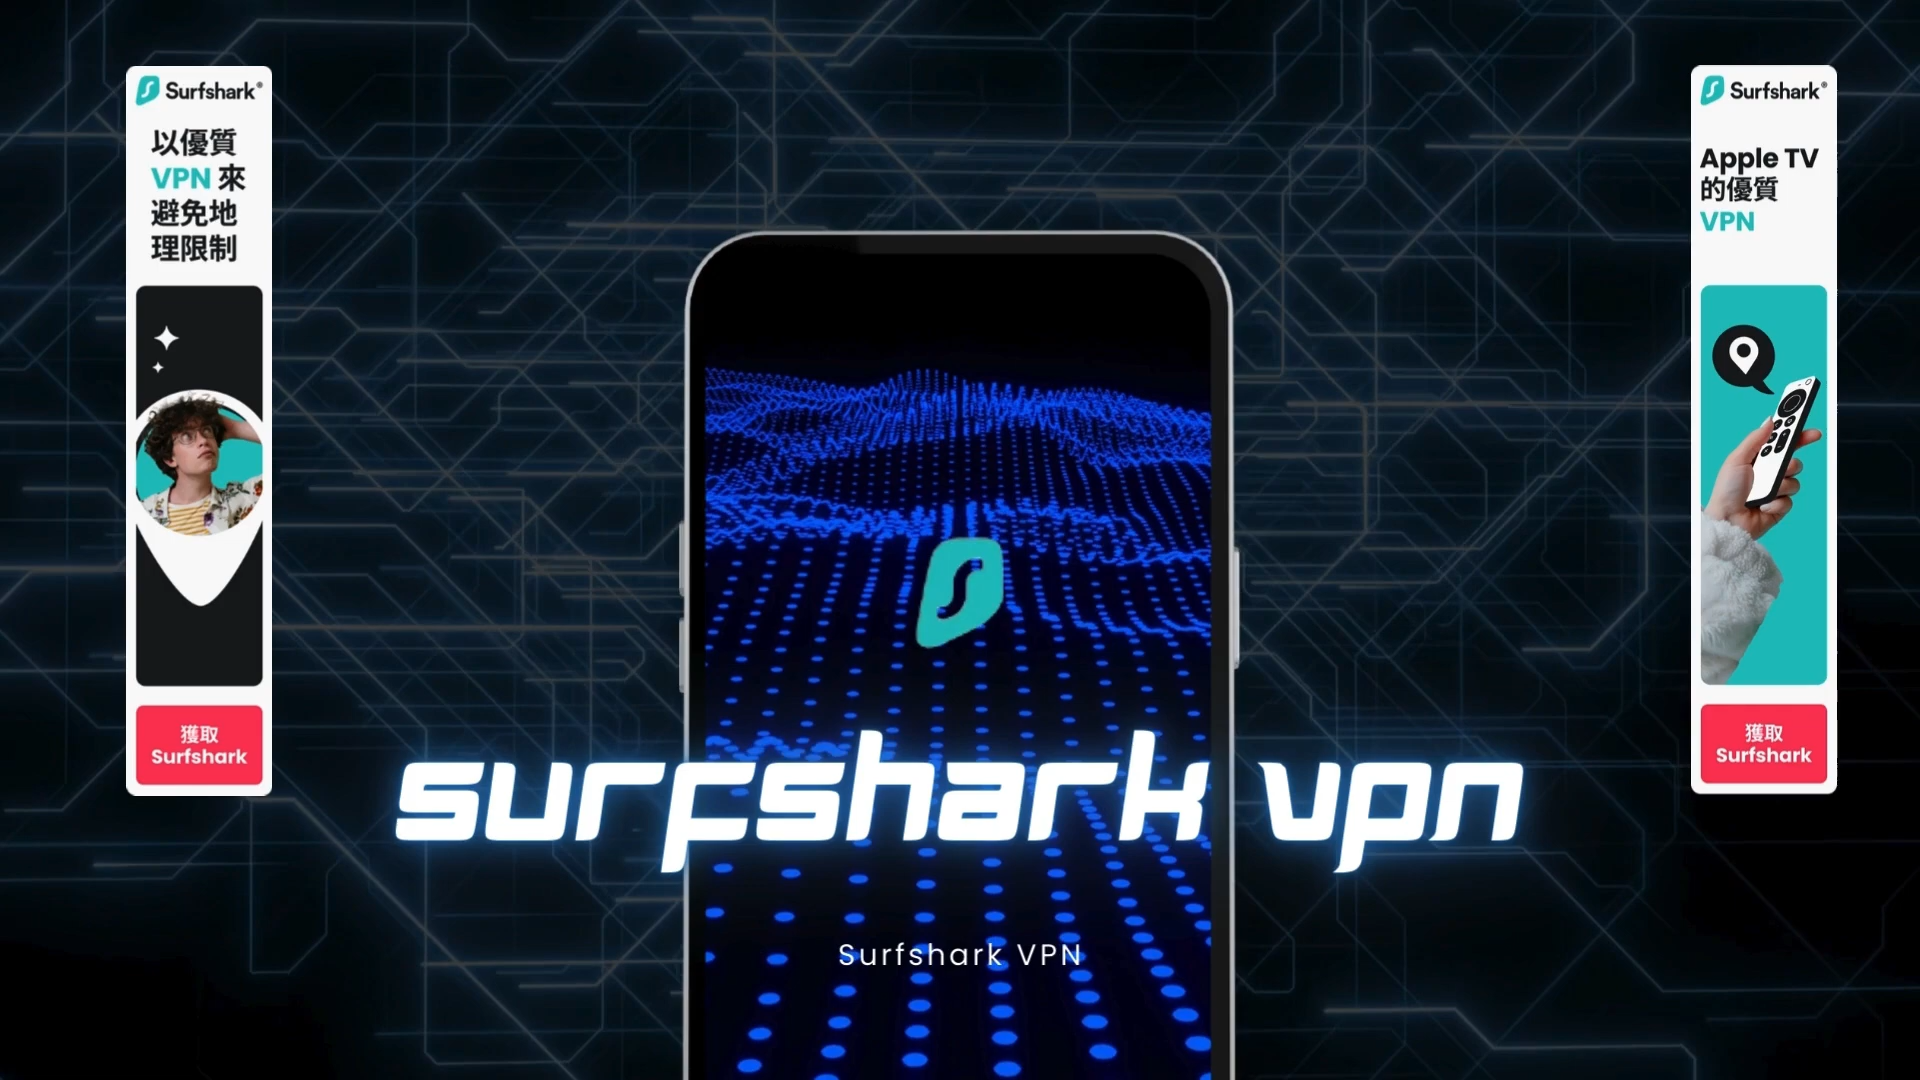 Surfshark®
以優質
VPN 來
避免地
理限制
獲取
Surfshark
surfshark vpn
Surfshark VPN
Surfshark®
Apple TV
的優質
VPN
獲取
Surfshark